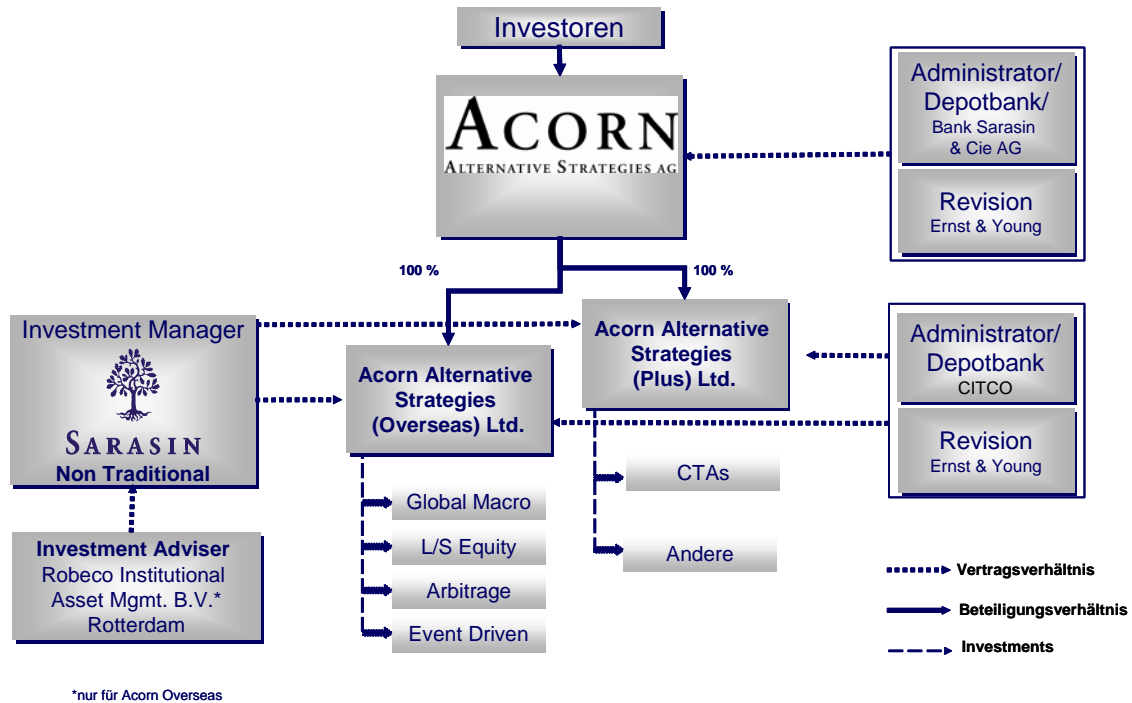 Investoren
ACORN
ALTERNATIVE STRATEGIES AG
Administrator/
Depotbank/
Bank Sarasin
& Cie AG
Revision
Ernst & Young
100 %
100 %
Investment Manager
SARASIN
Non Traditional
Acorn Alternative
Strategies
(Overseas) Ltd.
Acorn Alternative
Strategies
(Plus) Ltd.
Administrator/
Depotbank
CITCO
Revision
Ernst & Young
Investment Adviser
Robeco Institutional
Asset Mgmt. B.V.*
Rotterdam
Global Macro
L/S Equity
Arbitrage
Event Driven
CTAs
Andere
Vertragsverhältnis
Beteiligungsverhältnis
Investments
*nur für Acorn Overseas